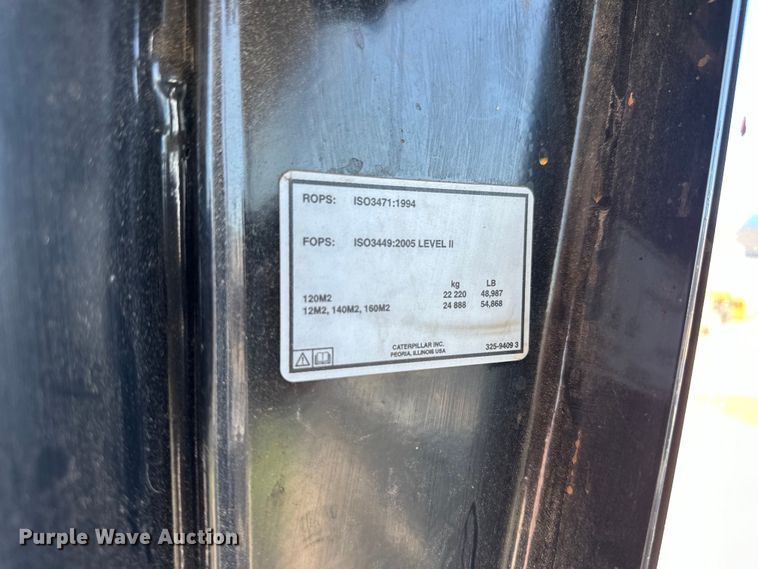 ROPS: ISO3471:1994
FOPS: ISO3449:2005 LEVEL II
kg LB
120M2 22 220 48,987
12M2, 140M2, 160M2 24 888 54,868
CATERPILLAR INC.
PEORIA, ILLINOIS USA
325-9409 3
Purple Wave Auction